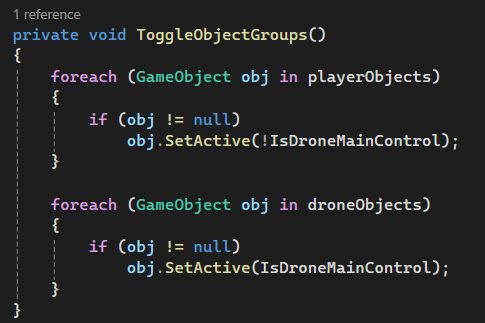 1 reference
private void ToggleObjectGroups()
{
    foreach (GameObject obj in playerObjects)
    {
        if (obj != null)
            obj.SetActive(!IsDroneMainControl);
    }

    foreach (GameObject obj in droneObjects)
    {
        if (obj != null)
            obj.SetActive(IsDroneMainControl);
    }
}